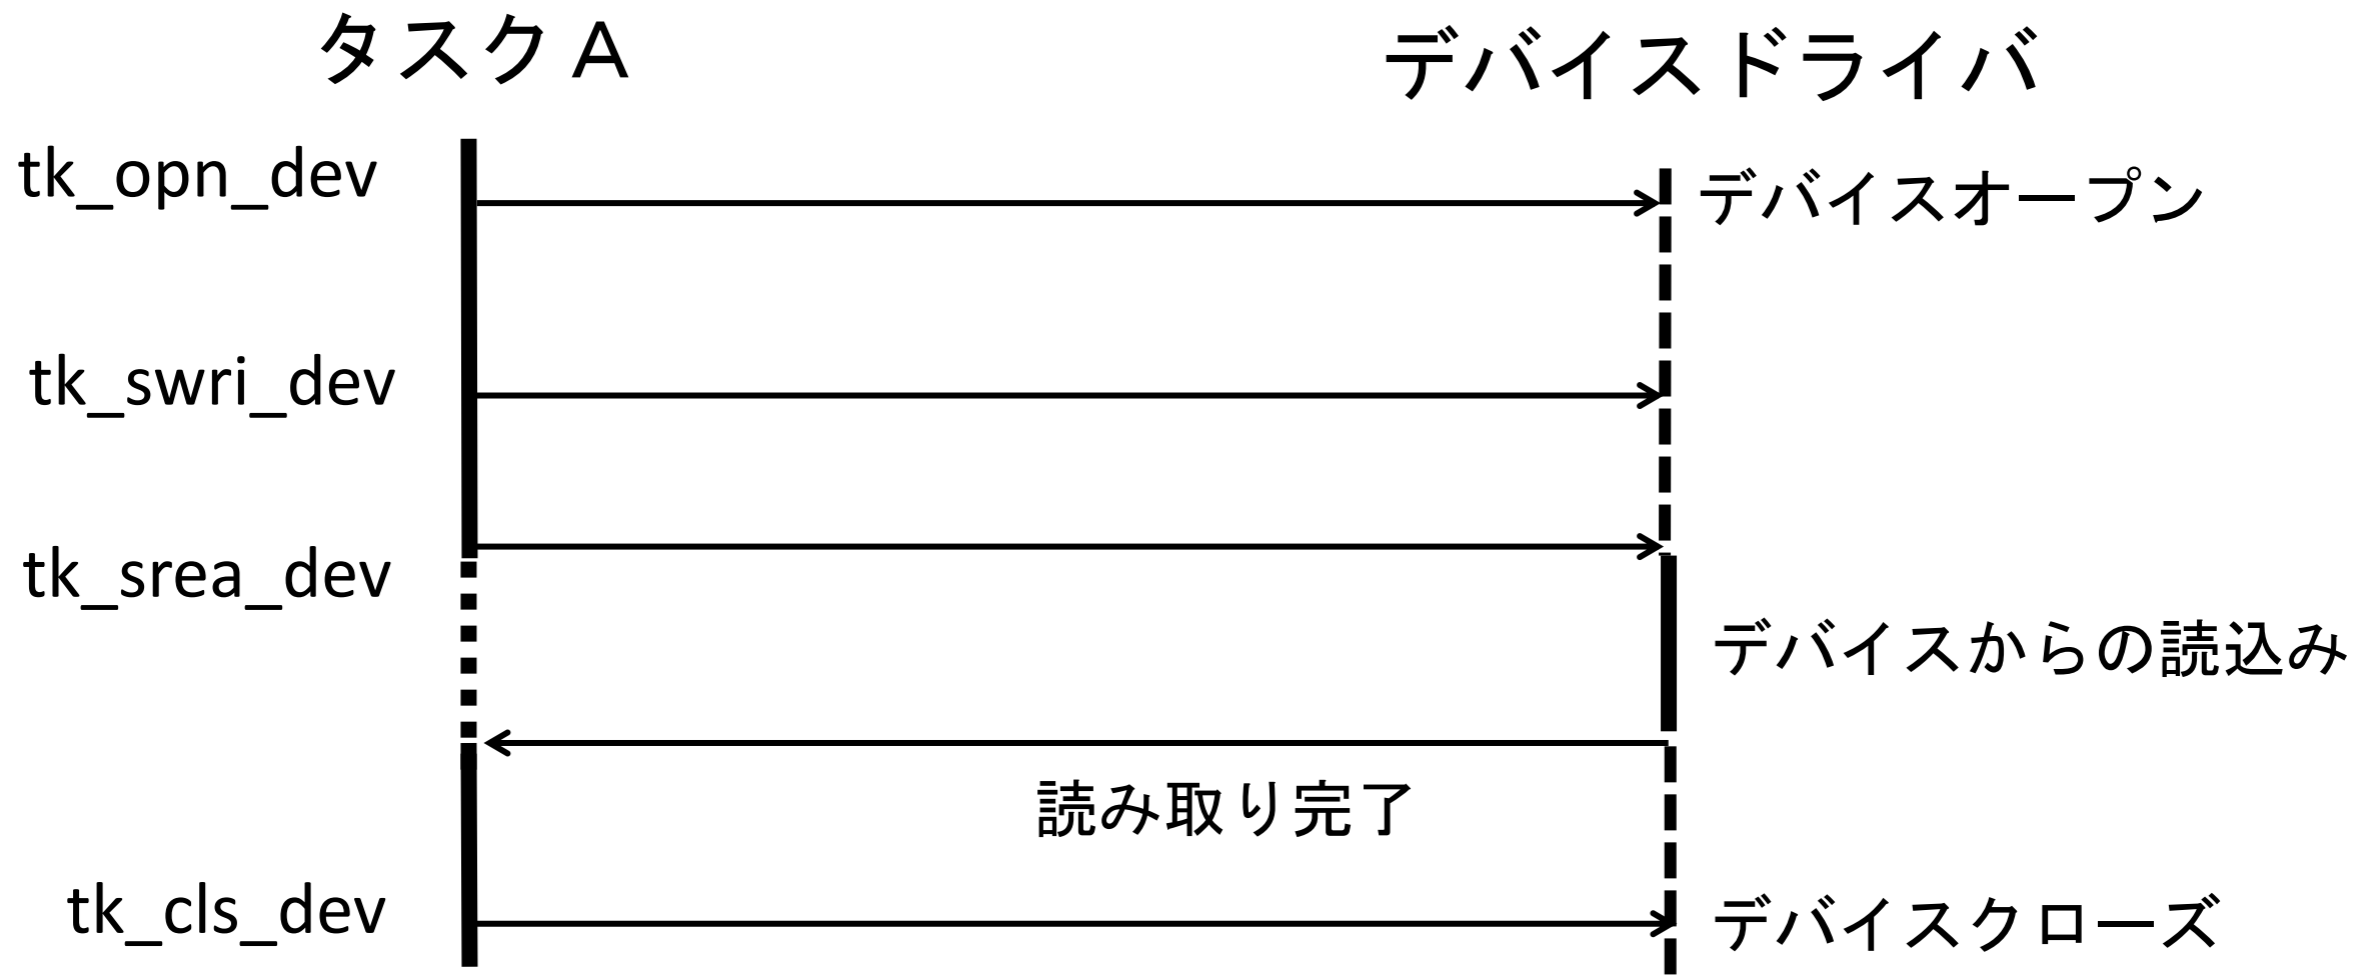 タスクA
デバイスドライバ
tk_opn_dev
デバイスオープン
tk_swri_dev
tk_srea_dev
デバイスからの読込み
読み取り完了
tk_cls_dev
デバイスクローズ